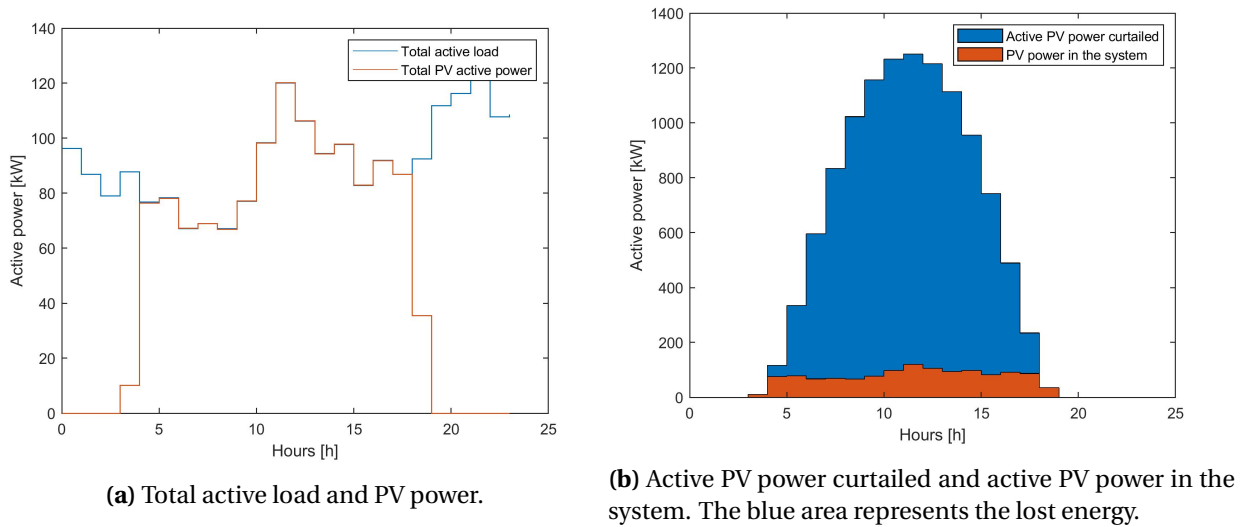 140
120
100
80
60
40
20
0
Active power [kW]
Total active load
Total PV active power
0 5 10 15 20 25
Hours [h]
(a) Total active load and PV power.
1400
1200
1000
800
600
400
200
0
Active power [kW]
Active PV power curtailed
PV power in the system
0 5 10 15 20 25
Hours [h]
(b) Active PV power curtailed and active PV power in the
system. The blue area represents the lost energy.